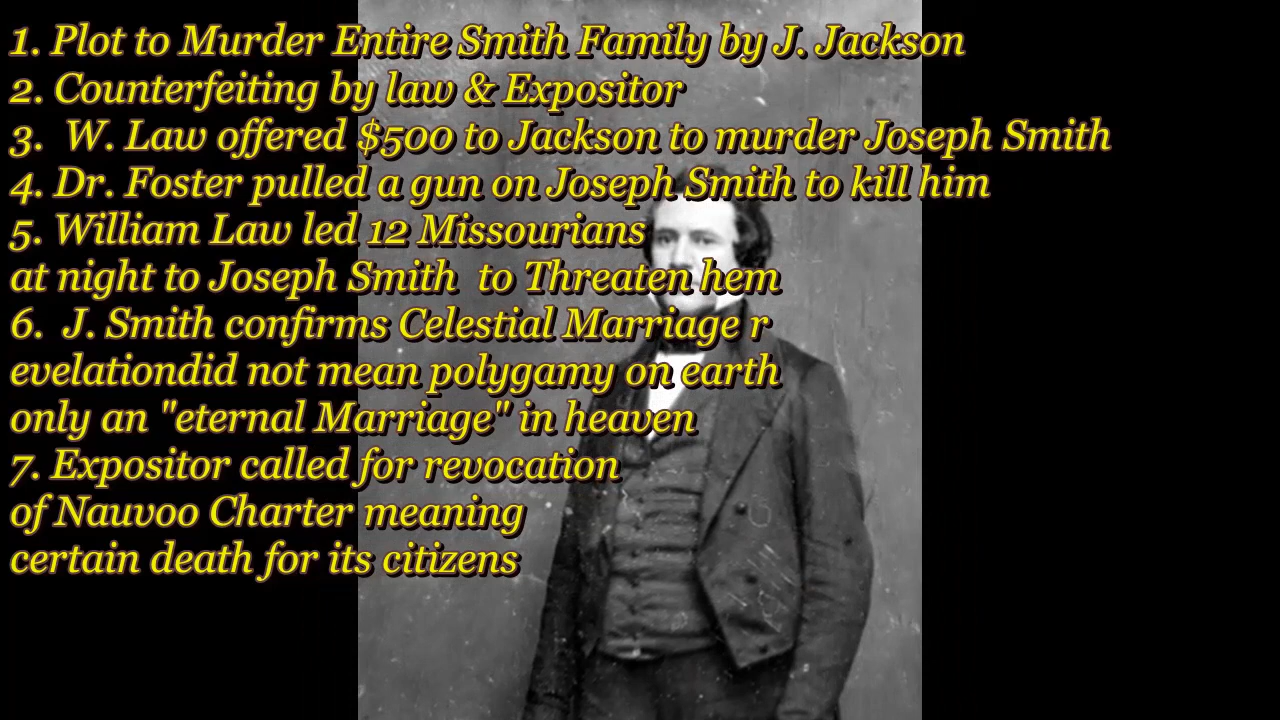 1. Plot to Murder Entire Smith Family by J. Jackson
2. Counterfeiting by law & Expositor
3.  W. Law offered $500 to Jackson to murder Joseph Smith
4. Dr. Foster pulled a gun on Joseph Smith to kill him
5. William Law led 12 Missourians
at night to Joseph Smith  to Threaten hem
6.  J. Smith confirms Celestial Marriage r
evelationdid not mean polygamy on earth
only an "eternal Marriage" in heaven
7. Expositor called for revocation
of Nauvoo Charter meaning
certain death for its citizens